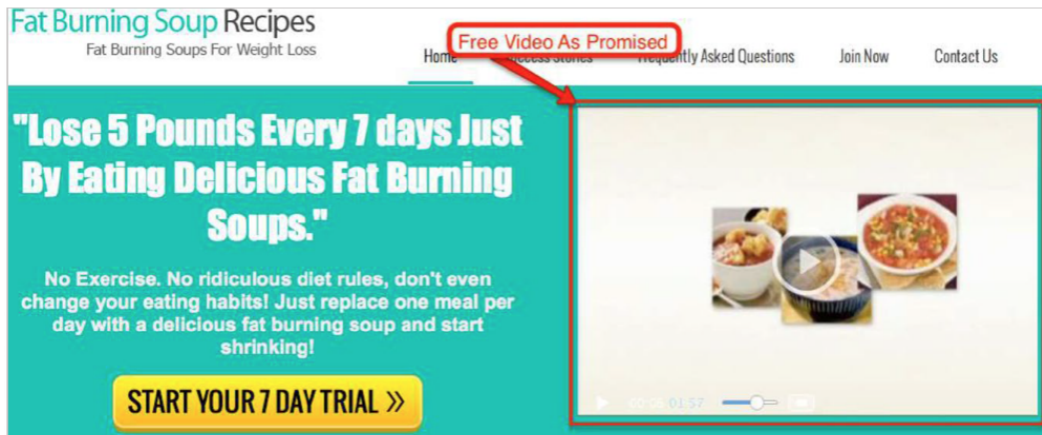 Fat Burning Soup Recipes
Fat Burning Soups For Weight Loss
Free Video As Promised
Home Success Stories Frequently Asked Questions Join Now Contact Us
"Lose 5 Pounds Every 7 days Just
By Eating Delicious Fat Burning
Soups."
No Exercise. No ridiculous diet rules, don't even
change your eating habits! Just replace one meal per
day with a delicious fat burning soup and start
shrinking!
START YOUR 7 DAY TRIAL »
01:57